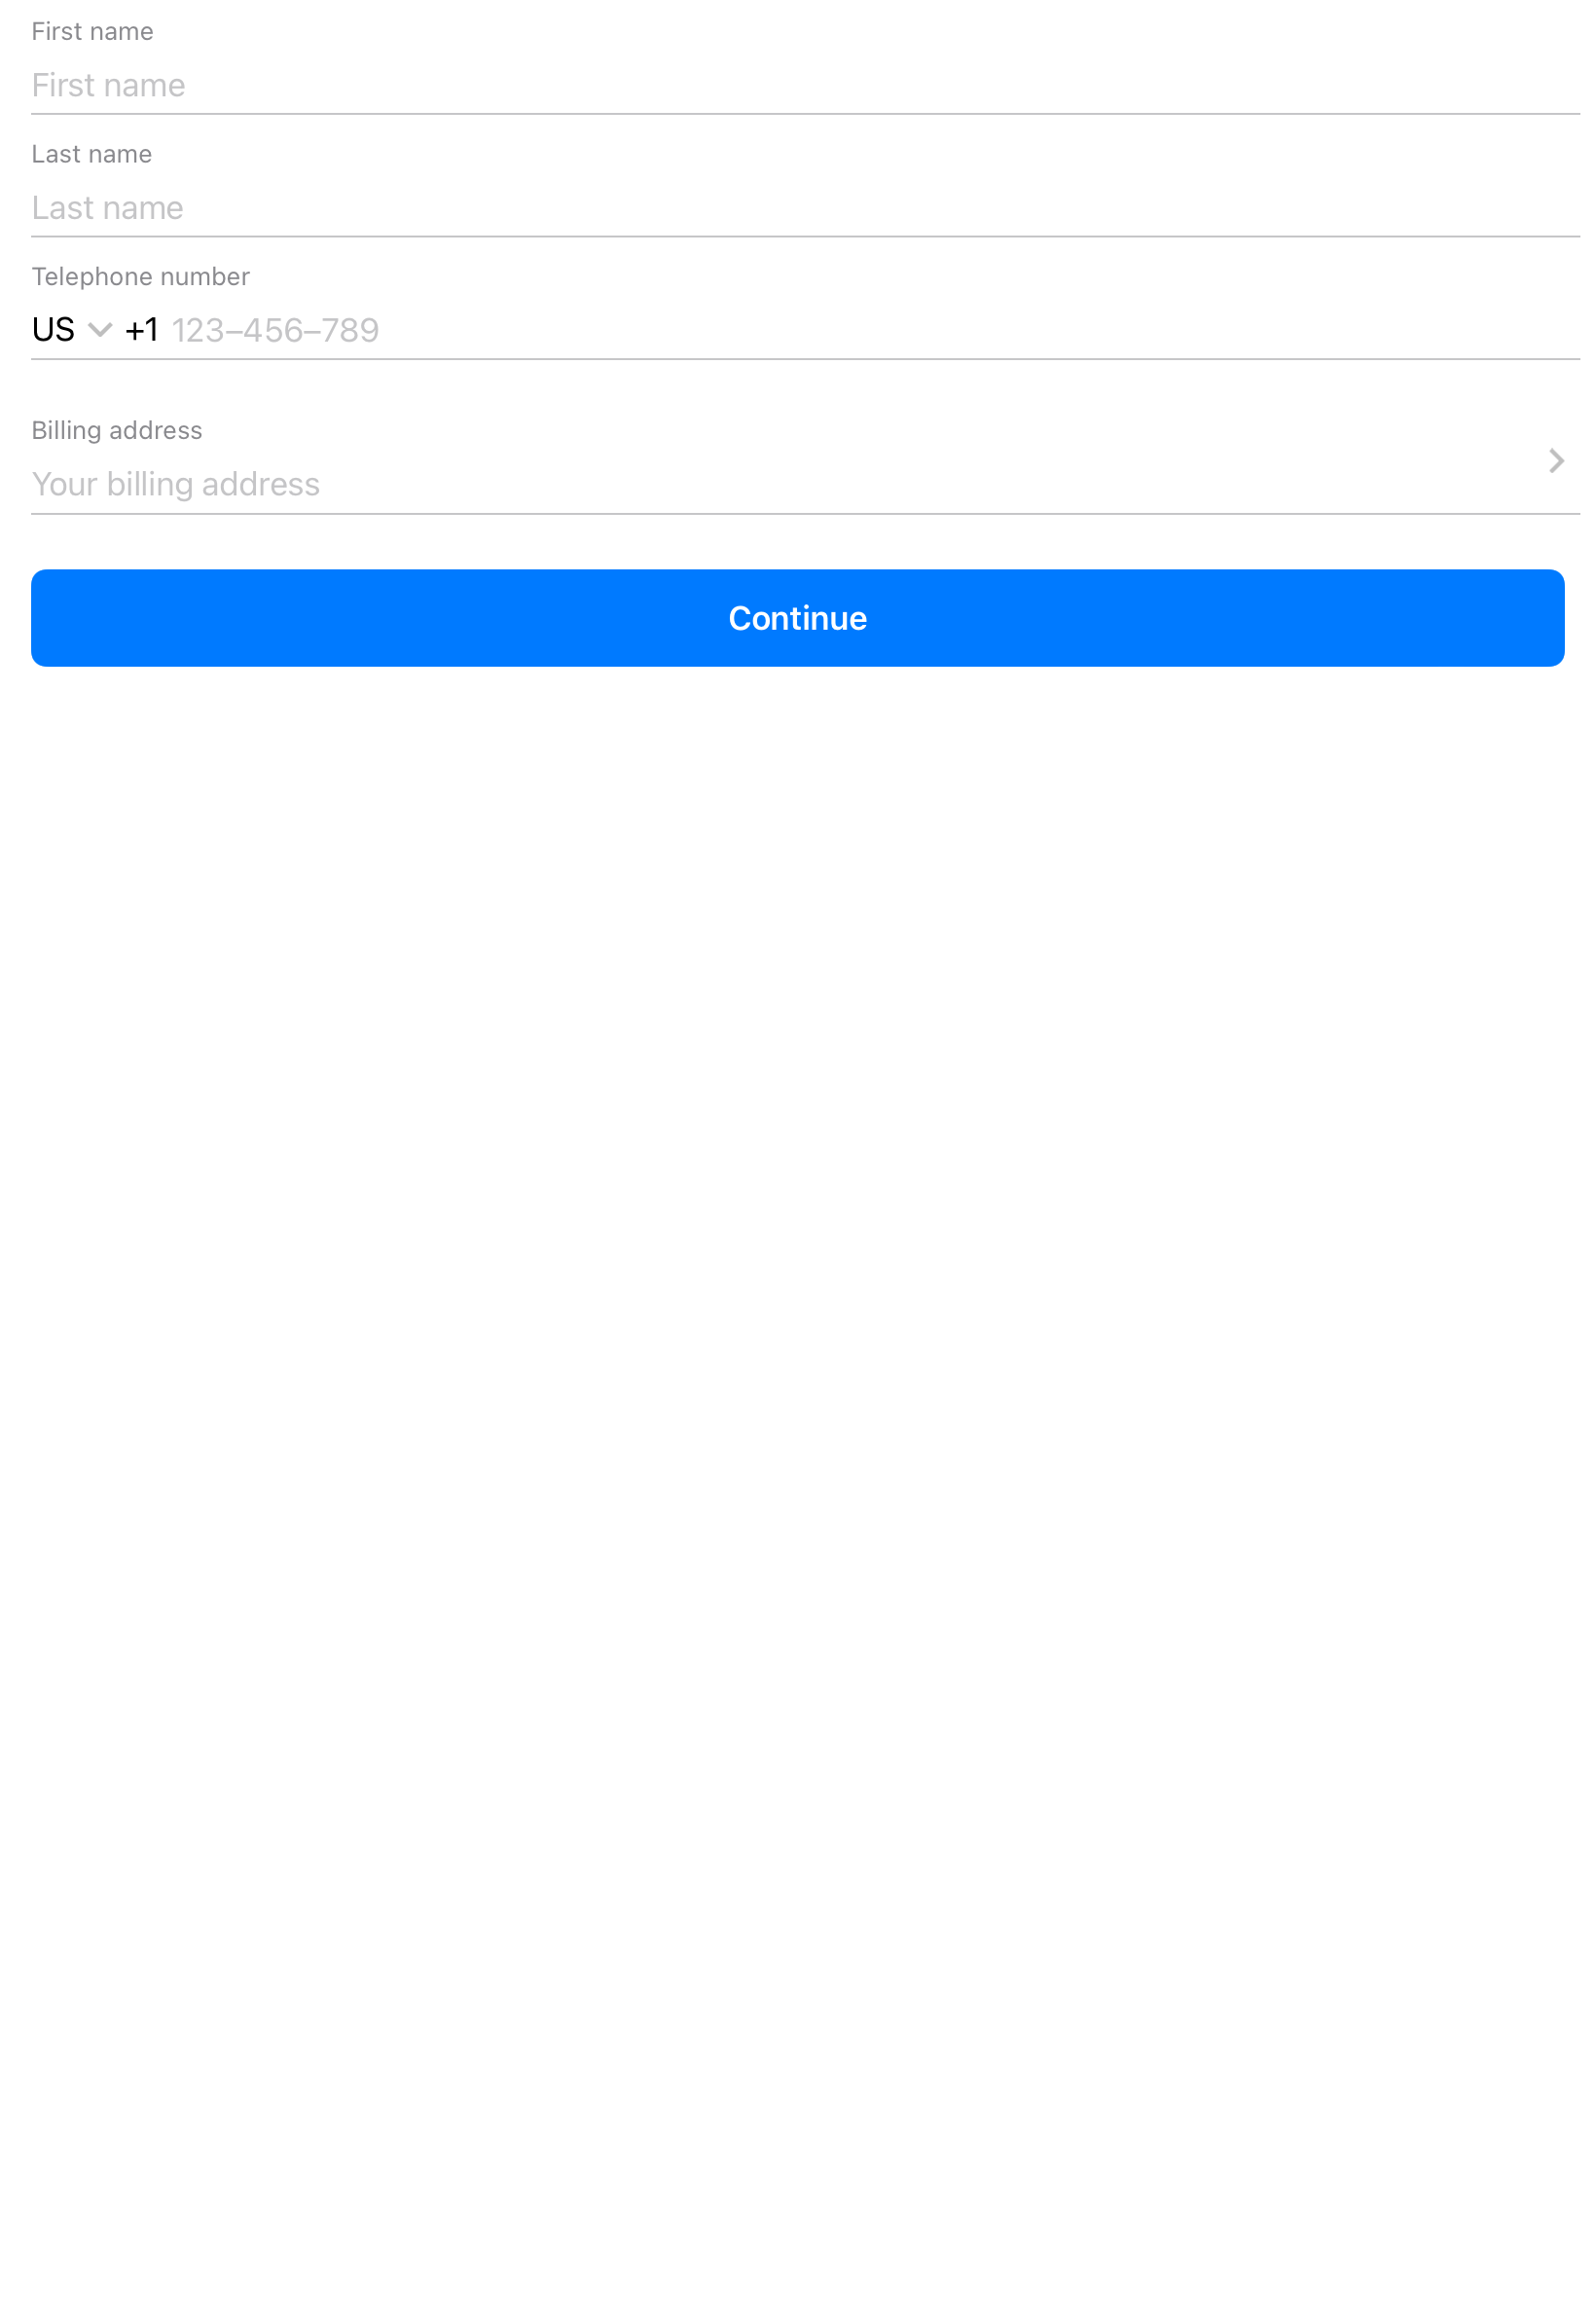 First name
First name
Last name
Last name
Telephone number
US +1 123–456–789
Billing address
Your billing address
Continue